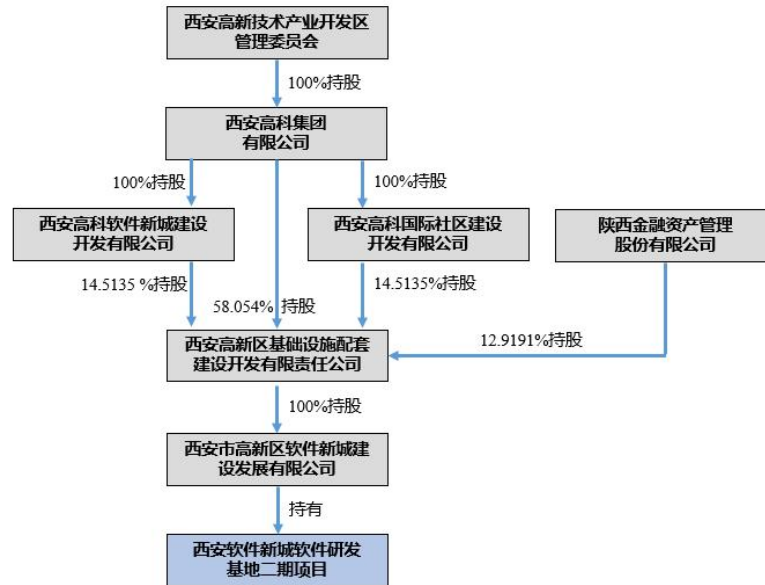 西安高新技术产业开发区
管理委员会
100%持股
西安高科集团
有限公司
100%持股
100%持股
西安高科软件新城建设
开发有限公司
西安高科国际社区建设
开发有限公司
陕西金融资产管理
股份有限公司
14.5135 %持股
58.054% 持股
14.5135%持股
12.9191%持股
西安高新区基础设施配套
建设开发有限责任公司
100%持股
西安市高新区软件新城建
设发展有限公司
持有
西安软件新城软件研发
基地二期项目